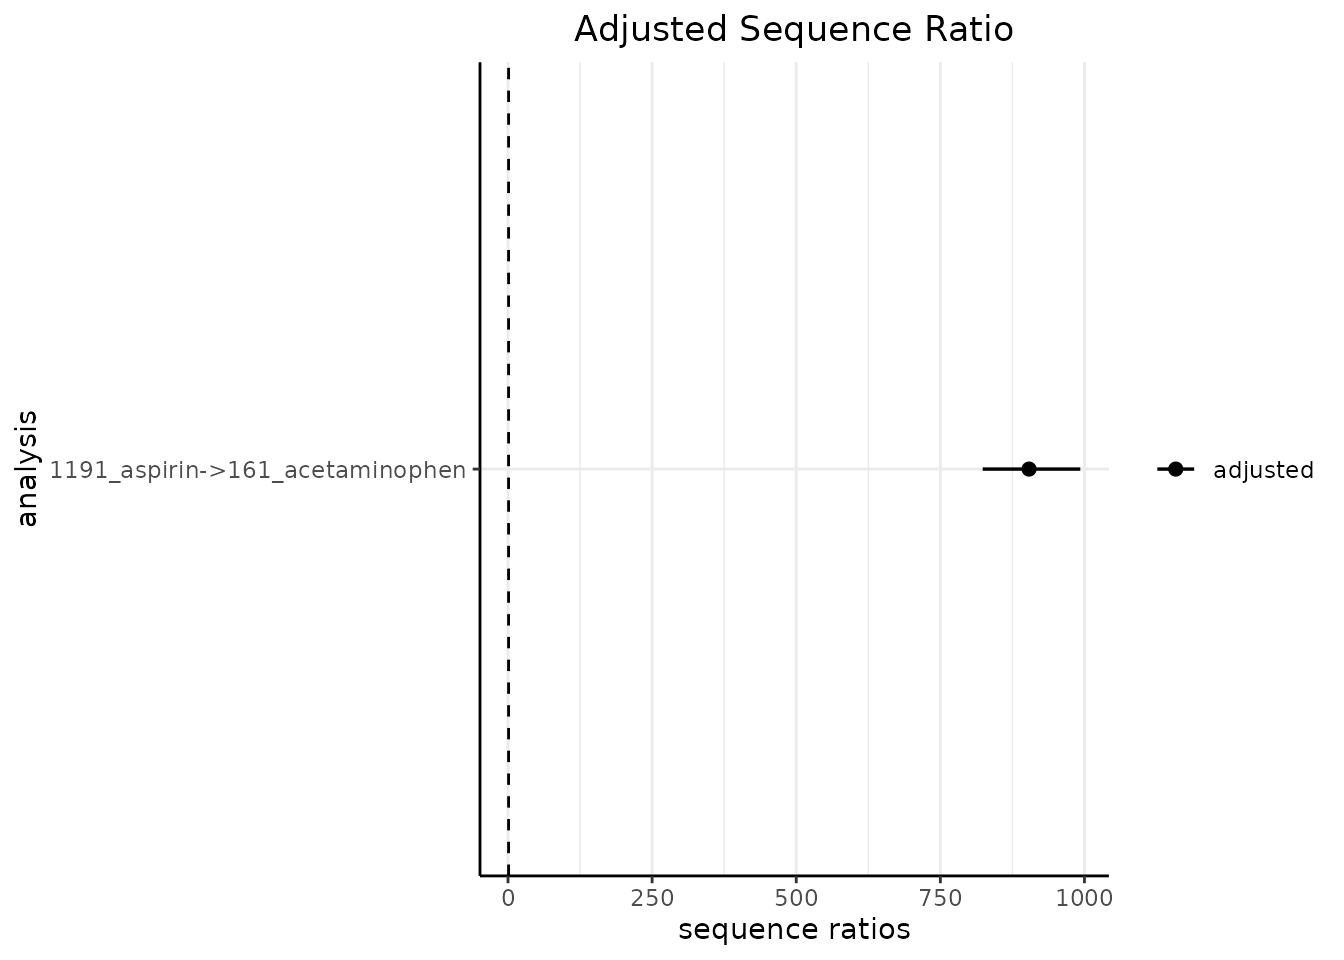 Adjusted Sequence Ratio
analysis
1191_aspirin->161_acetaminophen
adjusted
0 250 500 750 1000
sequence ratios